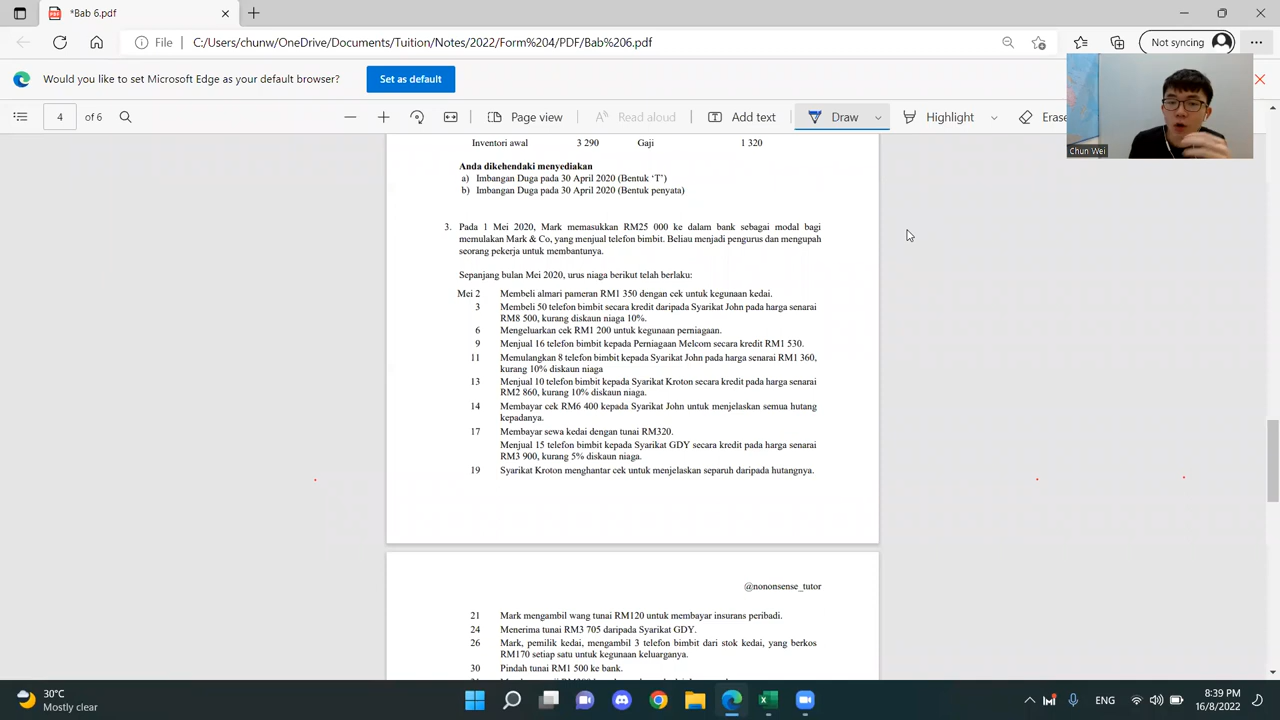 *Bab 6.pdf
File
C:/Users/chunw/OneDrive/Documents/Tuition/Notes/2022/Form%204/PDF/Bab%206.pdf
Not syncing
Would you like to set Microsoft Edge as your default browser?
Set as default
4 of 6
Page view
Read aloud
Add text
Draw
Highlight
Erase
Chun Wei
Inventori awal 3 290 Gaji 1 320
Anda dikehendaki menyediakan
a) Imbangan Duga pada 30 April 2020 (Bentuk ‘T’)
b) Imbangan Duga pada 30 April 2020 (Bentuk penyata)
3. Pada 1 Mei 2020, Mark memasukkan RM25 000 ke dalam bank sebagai modal bagi
memulakan Mark & Co, yang menjual telefon bimbit. Beliau menjadi pengurus dan mengupah
seorang pekerja untuk membantunya.
Sepanjang bulan Mei 2020, urus niaga berikut telah berlaku:
Mei 2 Membeli almari pameran RM1 350 dengan cek untuk kegunaan kedai.
3 Membeli 50 telefon bimbit secara kredit daripada Syarikat John pada harga senarai
RM8 500, kurang diskaun niaga 10%.
6 Mengeluarkan cek RM1 200 untuk kegunaan perniagaan.
9 Menjual 16 telefon bimbit kepada Perniagaan Melcom secara kredit RM1 530.
11 Memulangkan 8 telefon bimbit kepada Syarikat John pada harga senarai RM1 360,
kurang 10% diskaun niaga
13 Menjual 10 telefon bimbit kepada Syarikat Kroton secara kredit pada harga senarai
RM2 860, kurang 10% diskaun niaga.
14 Membayar cek RM6 400 kepada Syarikat John untuk menjelaskan semua hutang
kepadanya.
17 Membayar sewa kedai dengan tunai RM320.
Menjual 15 telefon bimbit kepada Syarikat GDY secara kredit pada harga senarai
RM3 900, kurang 5% diskaun niaga.
19 Syarikat Kroton menghantar cek untuk menjelaskan separuh daripada hutangnya.
@nononsense_tutor
21 Mark mengambil wang tunai RM120 untuk membayar insurans peribadi.
24 Menerima tunai RM3 705 daripada Syarikat GDY.
26 Mark, pemilik kedai, mengambil 3 telefon bimbit dari stok kedai, yang berkos
RM170 setiap satu untuk kegunaan keluarganya.
30 Pindah tunai RM1 500 ke bank.
30°C
Mostly clear
ENG
8:39 PM
16/8/2022